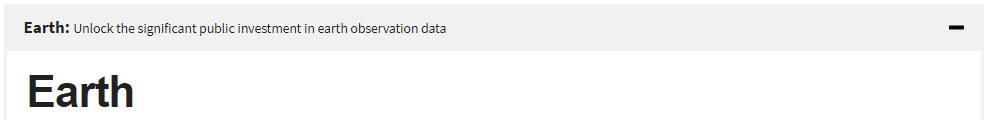 Earth: Unlock the significant public investment in earth observation data
Earth